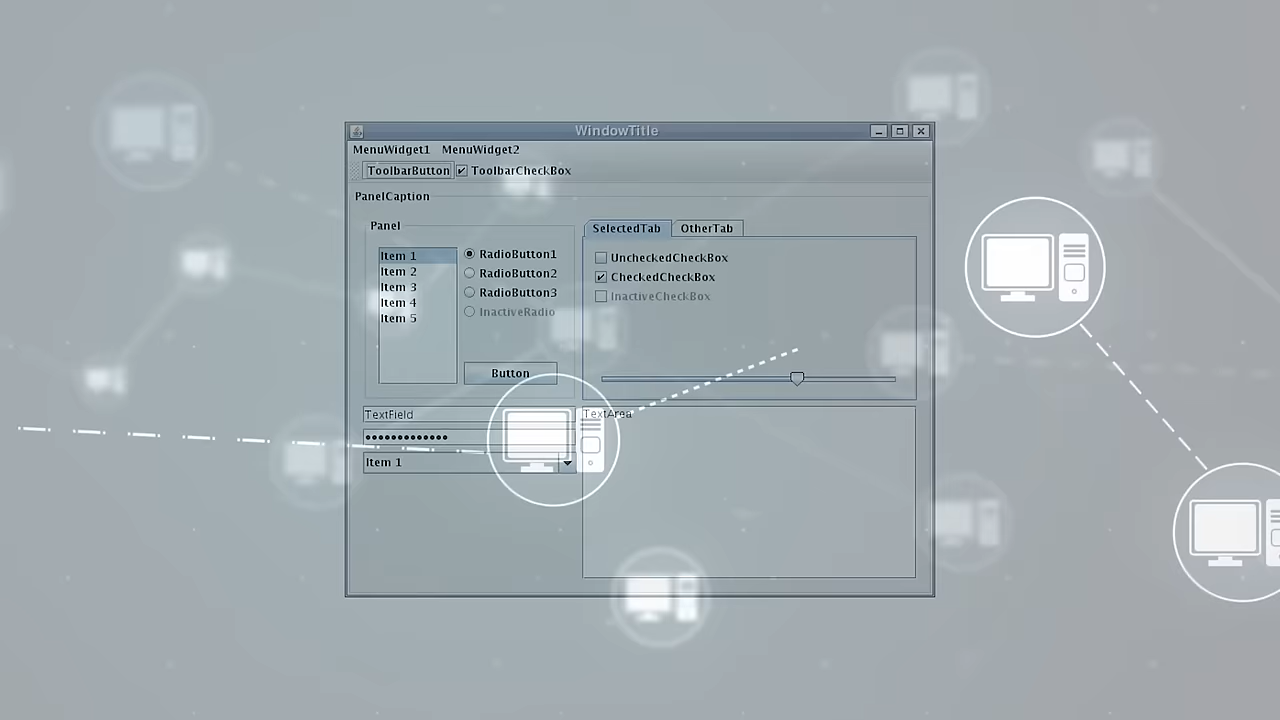 WindowTitle
MenuWidget1 MenuWidget2
ToolbarButton ToolbarCheckBox
PanelCaption
Panel
Item 1
Item 2
Item 3
Item 4
Item 5
RadioButton1
RadioButton2
RadioButton3
InactiveRadio
Button
TextField
Item 1
SelectedTab OtherTab
UncheckedCheckBox
CheckedCheckBox
InactiveCheckBox
TextArea